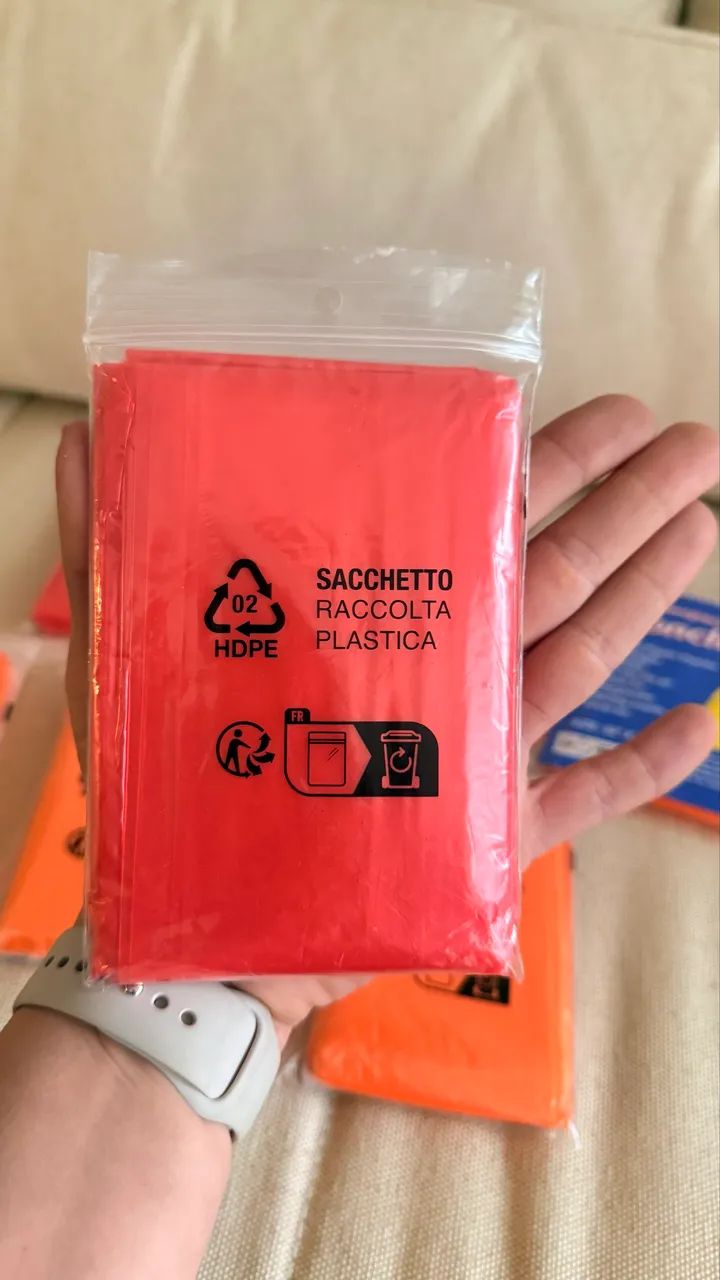 02
HDPE
SACCHETTO
RACCOLTA
PLASTICA
FR